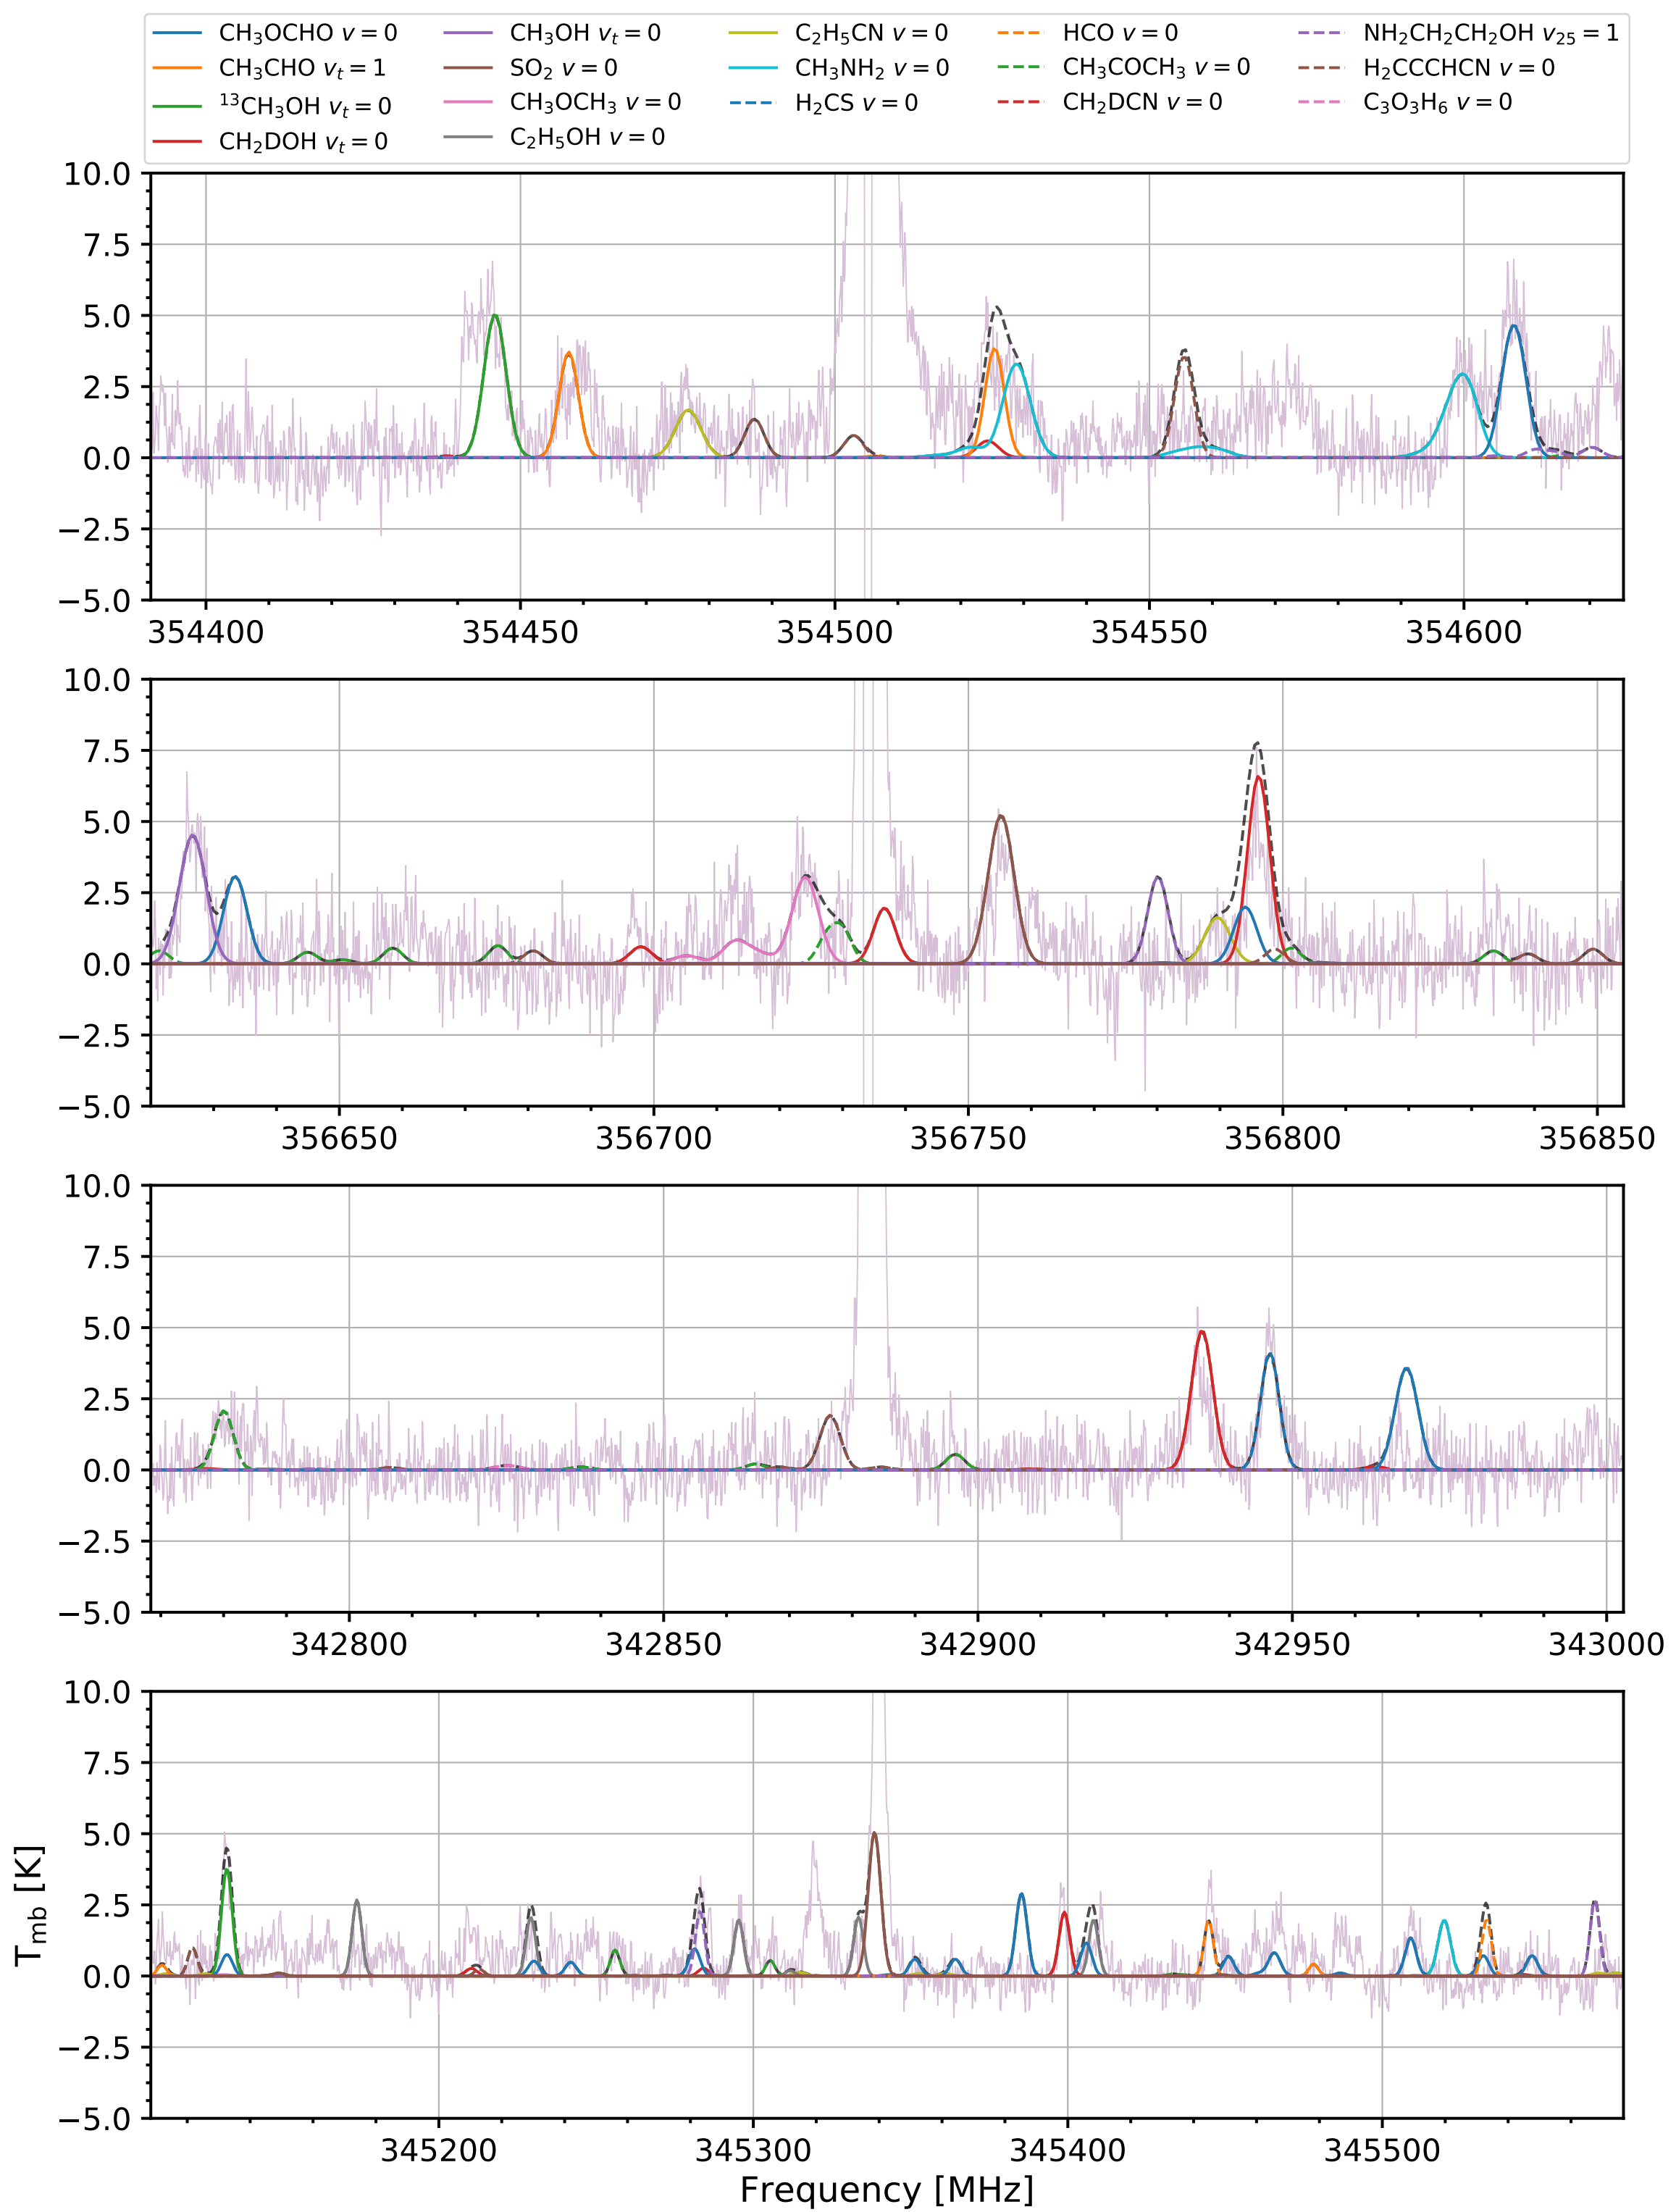 CH₃OCHO v = 0 CH₃OH vₜ = 0 C₂H₅CN v = 0 HCO v = 0 NH₂CH₂CH₂OH v₂₅ = 1
CH₃CHO vₜ = 1 SO₂ v = 0 CH₃NH₂ v = 0 CH₃COCH₃ v = 0 H₂CCCHCN v = 0
¹³CH₃OH vₜ = 0 CH₃OCH₃ v = 0 H₂CS v = 0 CH₂DCN v = 0 C₃O₃H₆ v = 0
CH₂DOH vₜ = 0 C₂H₅OH v = 0
10.0
7.5
5.0
2.5
0.0
−2.5
−5.0
354400 354450 354500 354550 354600
10.0
7.5
5.0
2.5
0.0
−2.5
−5.0
356650 356700 356750 356800 356850
10.0
7.5
5.0
2.5
0.0
−2.5
−5.0
342800 342850 342900 342950 343000
10.0
7.5
5.0
2.5
0.0
−2.5
−5.0
345200 345300 345400 345500
T_mb [K]
Frequency [MHz]